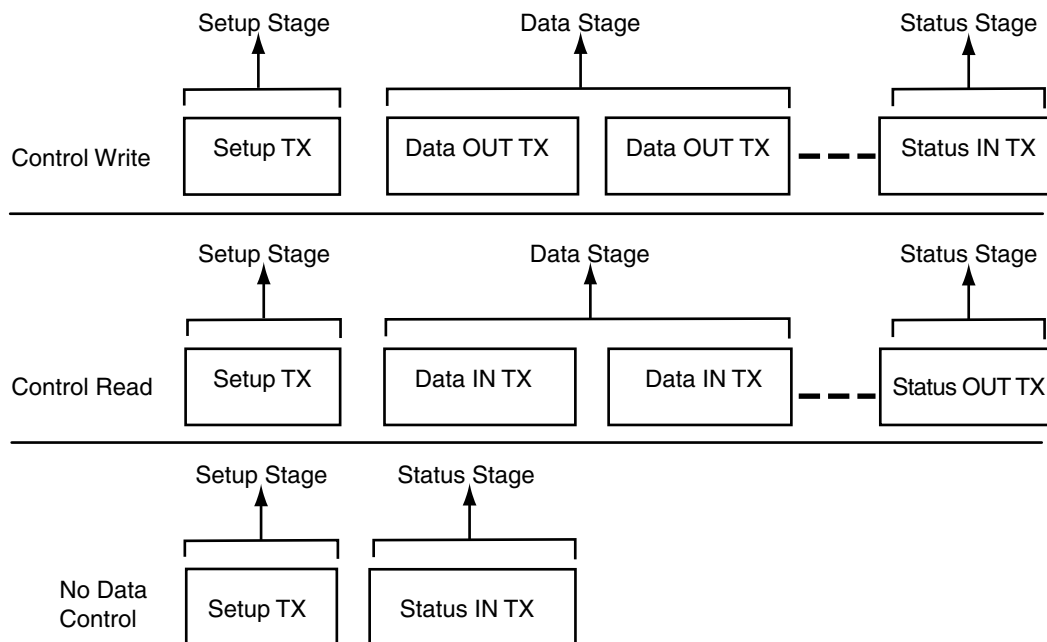 Setup Stage
Data Stage
Status Stage
Control Write
Setup TX
Data OUT TX
Data OUT TX
Status IN TX
Setup Stage
Data Stage
Status Stage
Control Read
Setup TX
Data IN TX
Data IN TX
Status OUT TX
Setup Stage
Status Stage
No Data
Control
Setup TX
Status IN TX